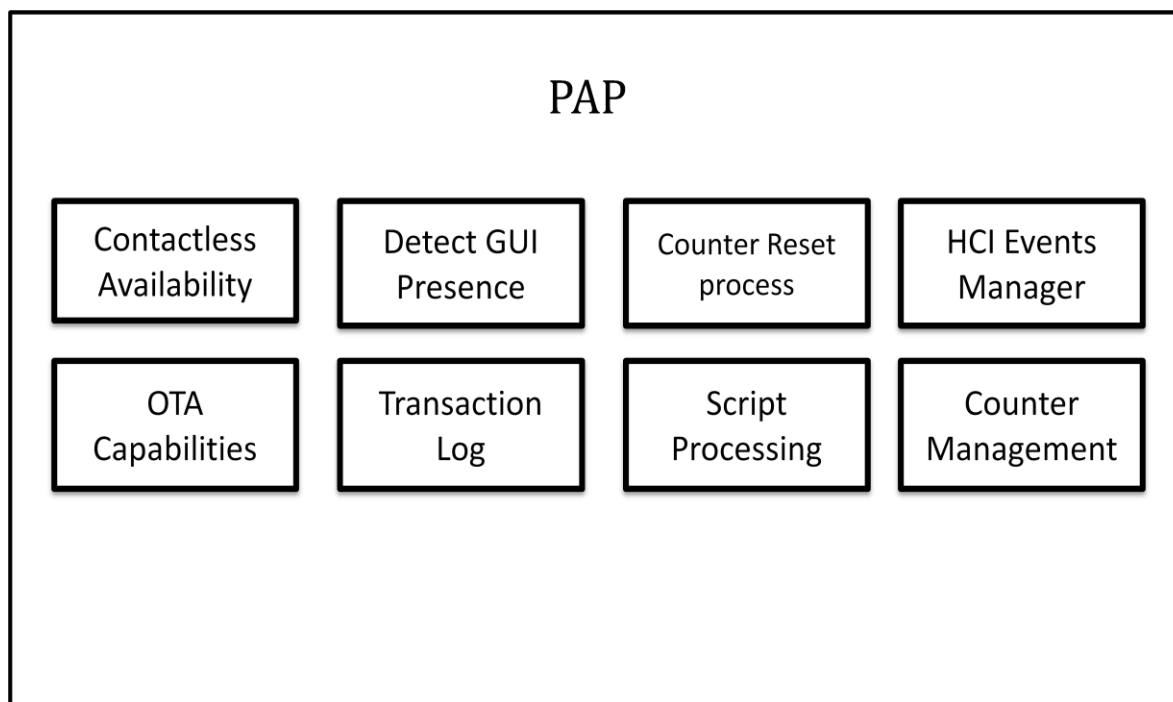 PAP
Contactless
Availability
Detect GUI
Presence
Counter Reset
process
HCI Events
Manager
OTA
Capabilities
Transaction
Log
Script
Processing
Counter
Management